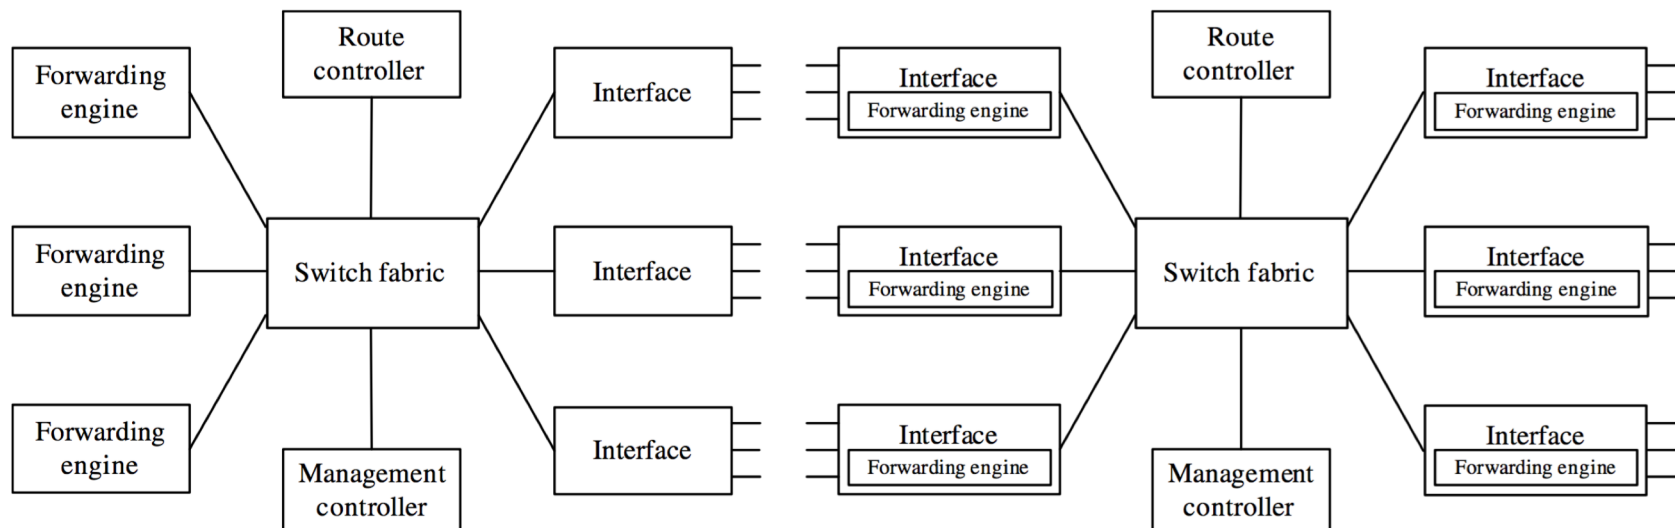 Route
controller
Forwarding
engine
Interface
Forwarding
engine
Switch fabric
Interface
Forwarding
engine
Interface
Management
controller
Route
controller
Interface
Forwarding engine
Interface
Forwarding engine
Interface
Forwarding engine
Switch fabric
Interface
Forwarding engine
Interface
Forwarding engine
Interface
Forwarding engine
Management
controller